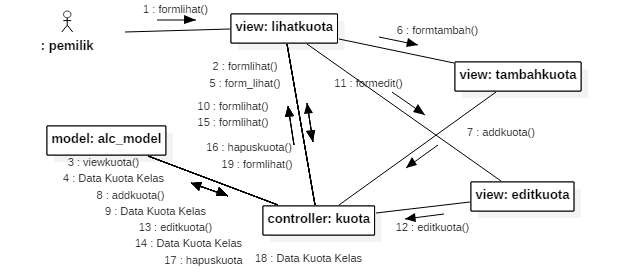 1 : formlihat()
: pemilik
view: lihatkuota
6 : formtambah()
2 : formlihat()
5 : form_lihat()
11 : formedit()
view: tambahkuota
10 : formlihat()
15 : formlihat()
7 : addkuota()
model: alc_model
16 : hapuskuota()
3 : viewkuota()
19 : formlihat()
4 : Data Kuota Kelas
8 : addkuota()
view: editkuota
9 : Data Kuota Kelas
controller: kuota
13 : editkuota()
12 : editkuota()
14 : Data Kuota Kelas
17 : hapuskuota
18 : Data Kuota Kelas